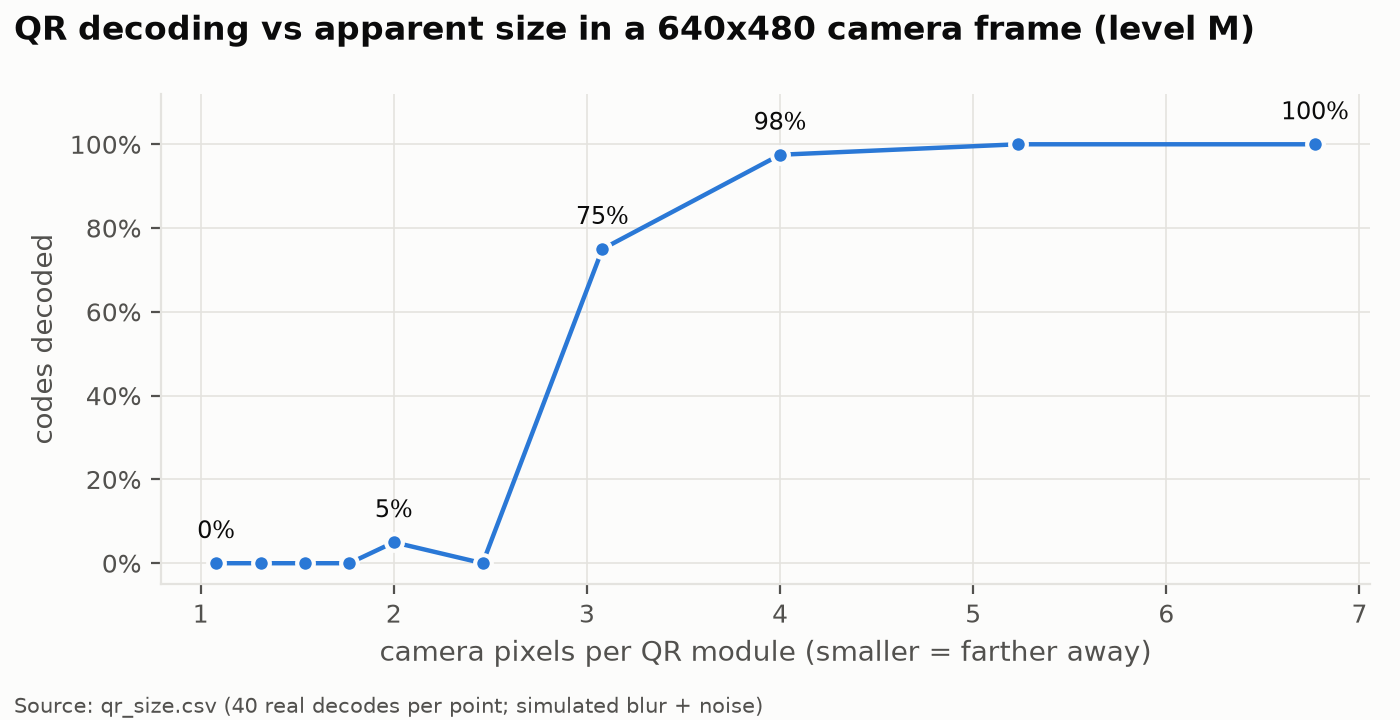 QR decoding vs apparent size in a 640x480 camera frame (level M)
100%
98%
100%
80%
75%
60%
40%
20%
5%
0%
0%
codes decoded
1 2 3 4 5 6 7
camera pixels per QR module (smaller = farther away)
Source: qr_size.csv (40 real decodes per point; simulated blur + noise)